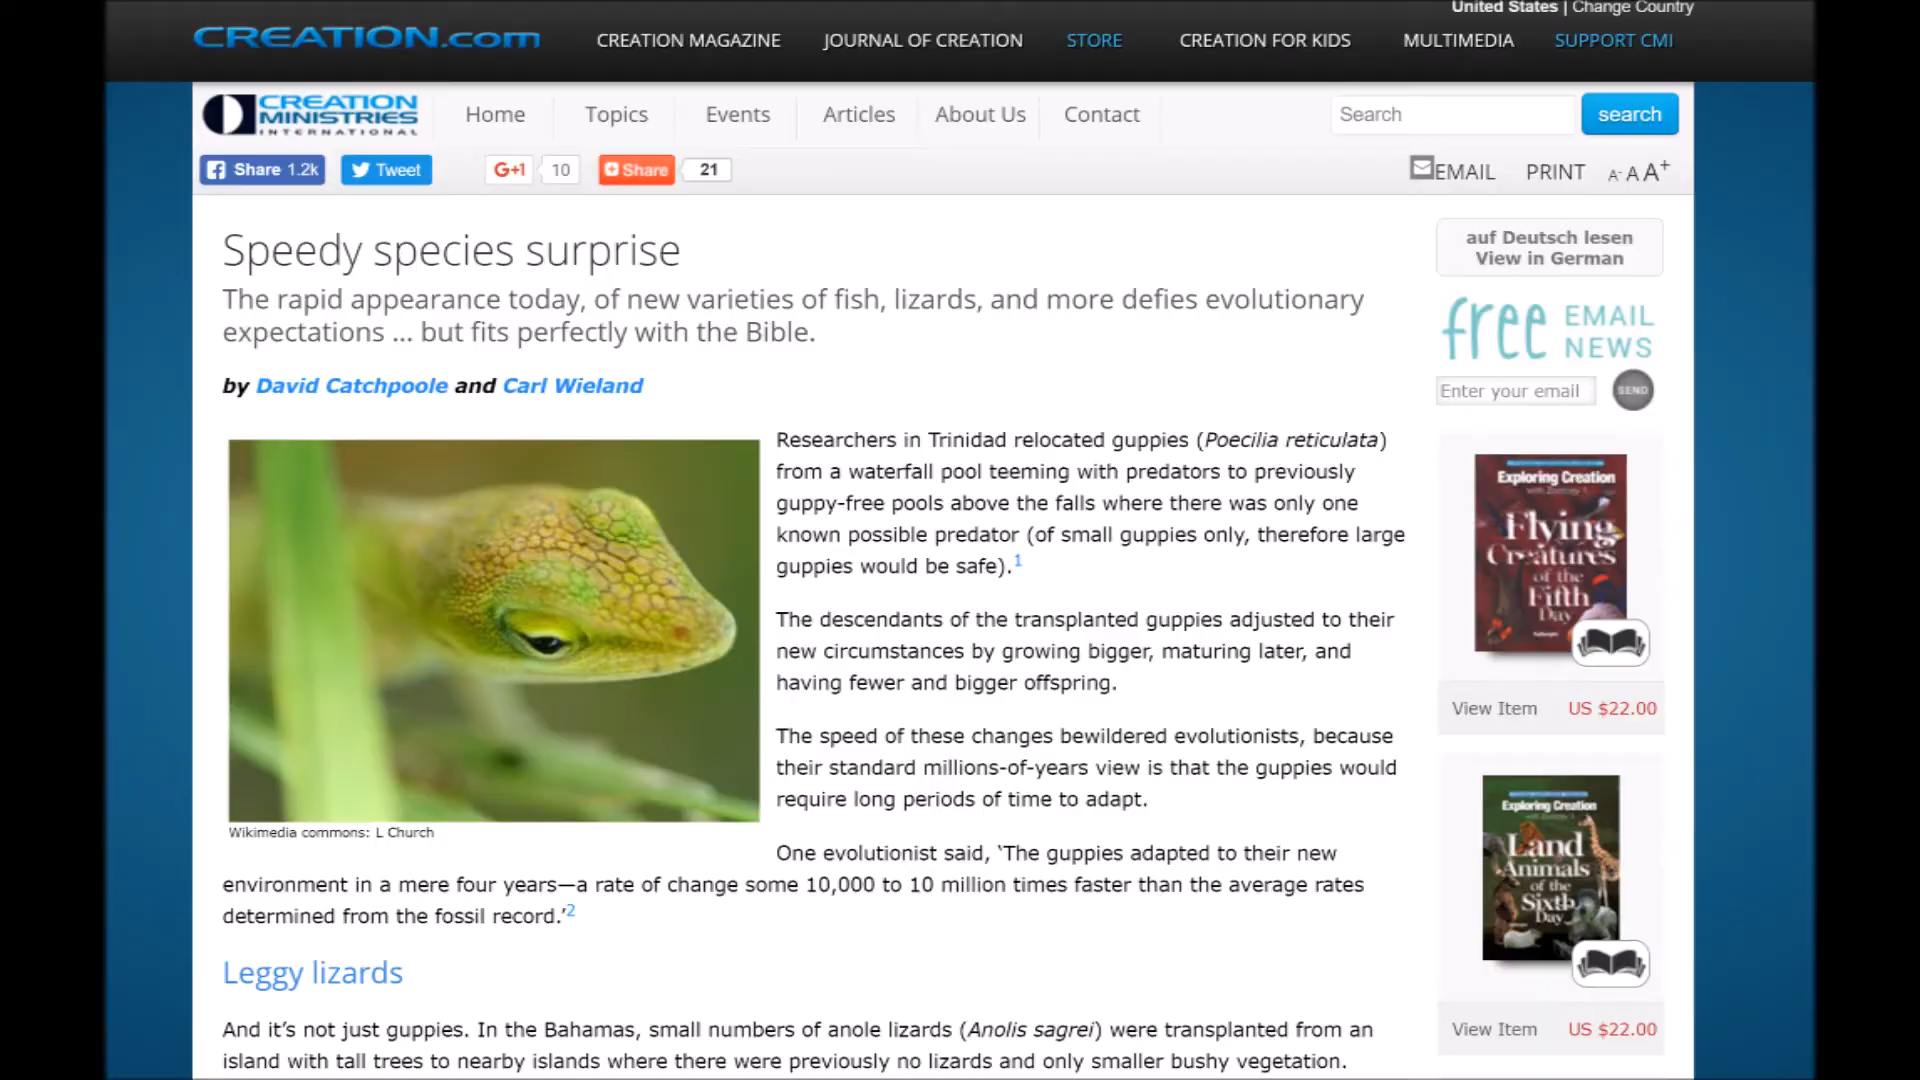 United States | Change Country
CREATION.com
CREATION MAGAZINE
JOURNAL OF CREATION
STORE
CREATION FOR KIDS
MULTIMEDIA
SUPPORT CMI
CREATION
MINISTRIES
INTERNATIONAL
Home
Topics
Events
Articles
About Us
Contact
Search
search
Share 1.2k
Tweet
G+1
10
Share
21
EMAIL
PRINT
A- A A+
Speedy species surprise
The rapid appearance today, of new varieties of fish, lizards, and more defies evolutionary
expectations ... but fits perfectly with the Bible.
by David Catchpoole and Carl Wieland
Wikimedia commons: L Church
Researchers in Trinidad relocated guppies (Poecilia reticulata)
from a waterfall pool teeming with predators to previously
guppy-free pools above the falls where there was only one
known possible predator (of small guppies only, therefore large
guppies would be safe).1
The descendants of the transplanted guppies adjusted to their
new circumstances by growing bigger, maturing later, and
having fewer and bigger offspring.
The speed of these changes bewildered evolutionists, because
their standard millions-of-years view is that the guppies would
require long periods of time to adapt.
One evolutionist said, ‘The guppies adapted to their new
environment in a mere four years—a rate of change some 10,000 to 10 million times faster than the average rates
determined from the fossil record.’2
Leggy lizards
And it’s not just guppies. In the Bahamas, small numbers of anole lizards (Anolis sagrei) were transplanted from an
island with tall trees to nearby islands where there were previously no lizards and only smaller bushy vegetation.
auf Deutsch lesen
View in German
free EMAIL
NEWS
Enter your email
SEND
Exploring Creation
with Zoology 1
Flying
Creatures
of the
Fifth
Day
View Item
US $22.00
Exploring Creation
with Zoology 3
Land
Animals
of the
Sixth
Day
View Item
US $22.00